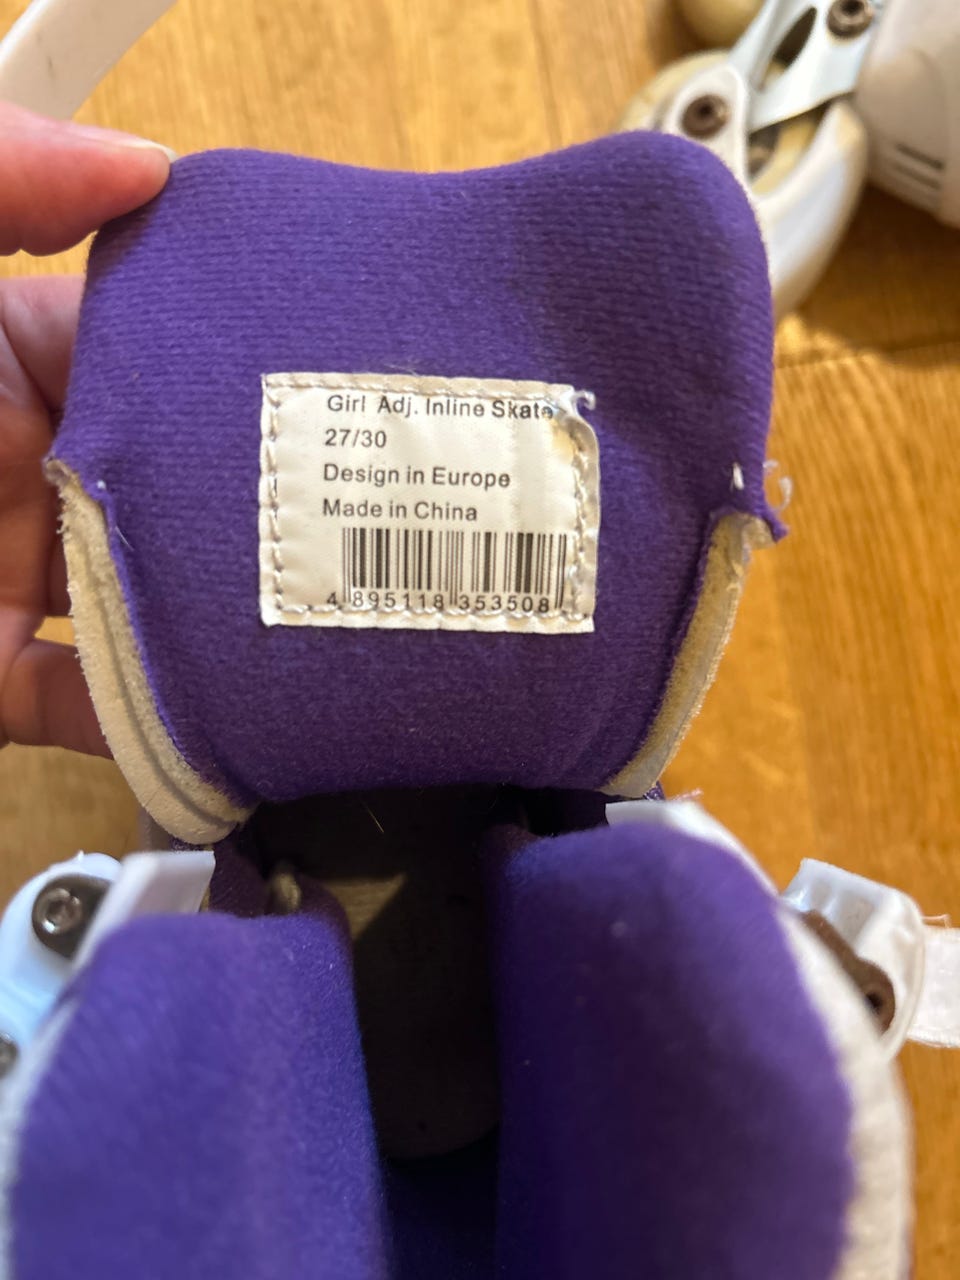 Girl Adj. Inline Skate
27/30
Design in Europe
Made in China
4 895118 353508